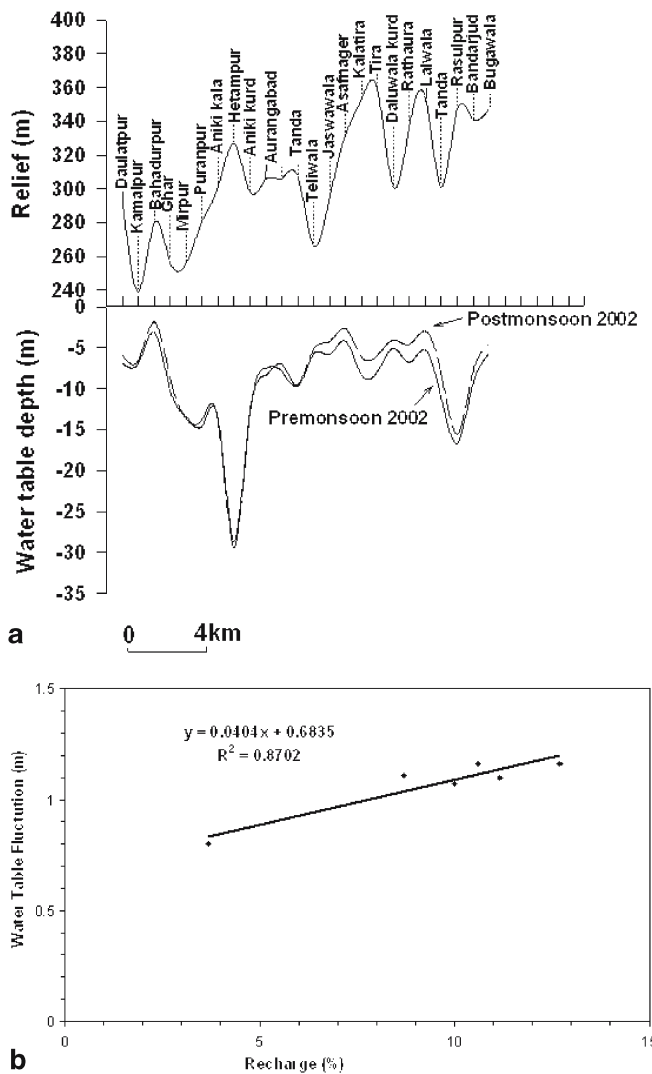 400
380
360
340
320
300
280
260
240
Relief (m)
Daulatpur
Kamalpur
Bahadurpur
Ghar
Mirpur
Puranpur
Aniki kala
Hetampur
Aniki kurd
Aurangabad
Tanda
Teliwala
Jaswawala
Asafnager
Kalatira
Tira
Daluwala kurd
Rathaura
Lalwala
Tanda
Rasulpur
Bandarjud
Bugawala
0
-5
-10
-15
-20
-25
-30
-35
Water table depth (m)
Postmonsoon 2002
Premonsoon 2002
a
0 4km
1.5
1
0.5
0
Water Table Fluctution (m)
y = 0.0404x + 0.6835
R² = 0.8702
0 5 10 15
Recharge (%)
b